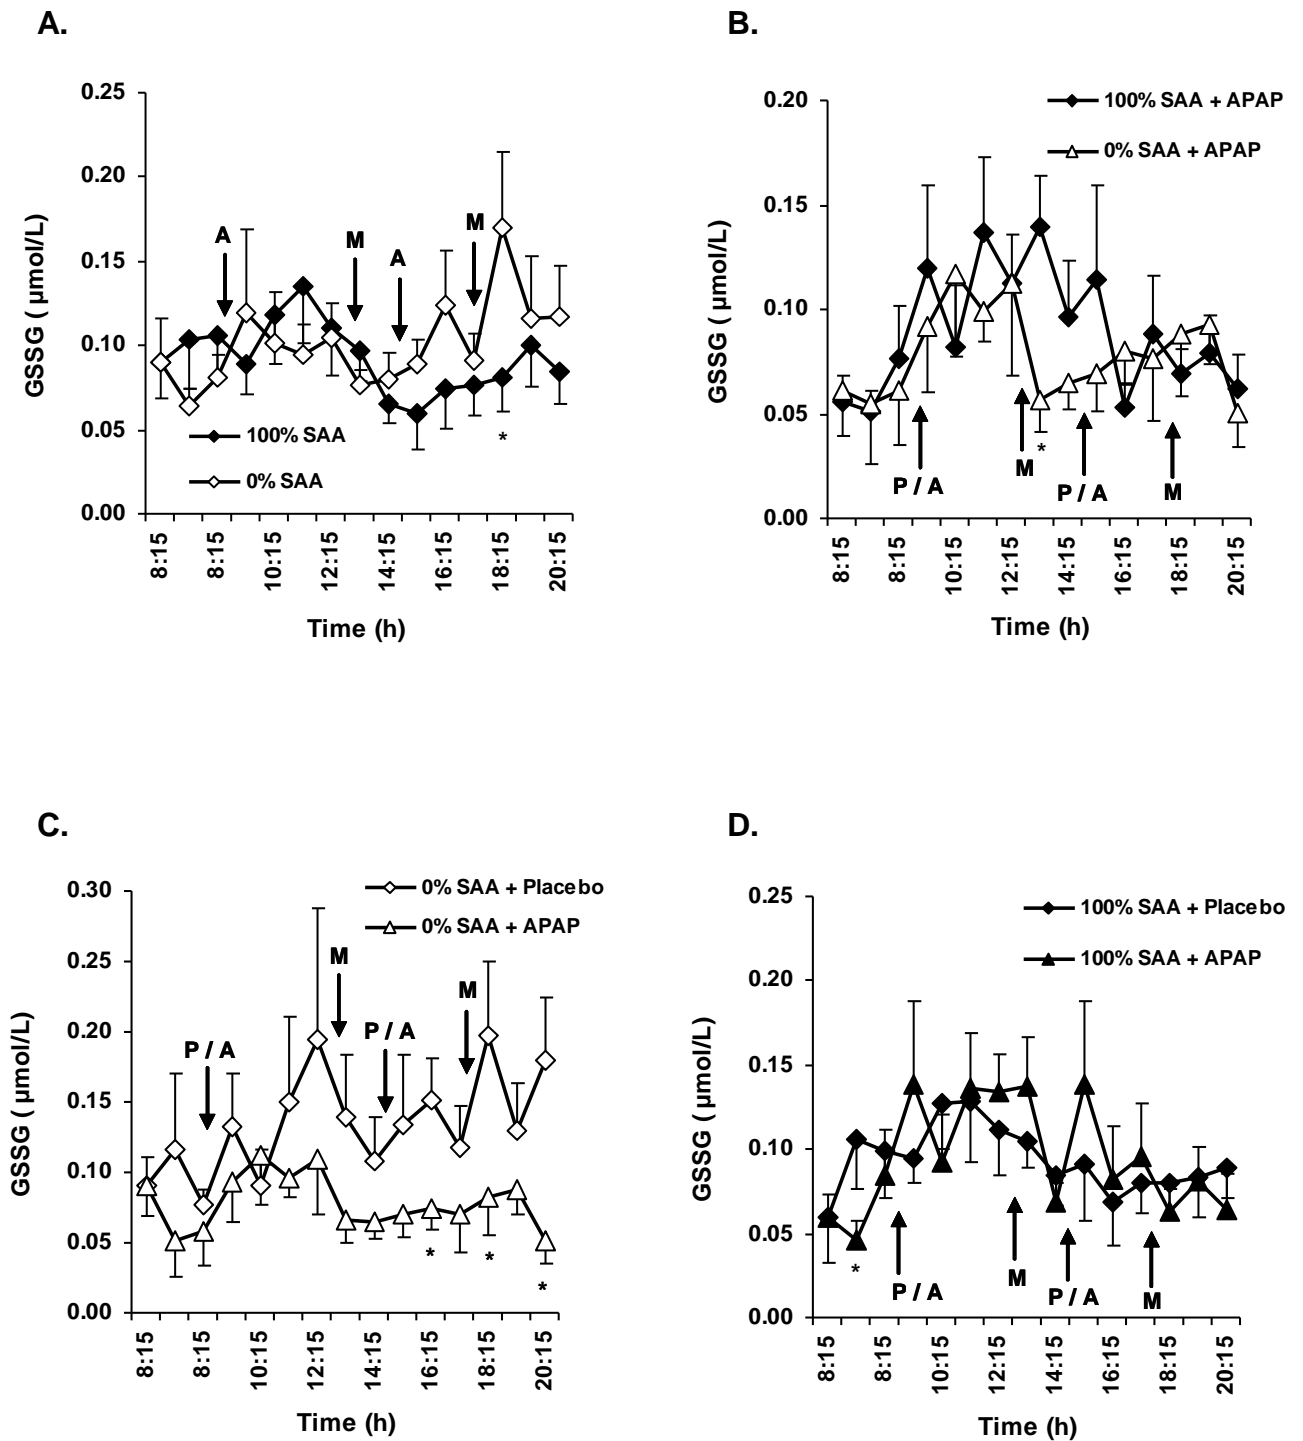 A.
0.25
0.20
0.15
0.10
0.05
0.00
GSSG ( µmol/L)
A
M
A
M
100% SAA
0% SAA
*
8:15
8:15
10:15
12:15
14:15
16:15
18:15
20:15
Time (h)
B.
0.20
0.15
0.10
0.05
0.00
GSSG ( µmol/L)
100% SAA + APAP
0% SAA + APAP
P / A
M
*
P / A
M
8:15
8:15
10:15
12:15
14:15
16:15
18:15
20:15
Time (h)
C.
0.30
0.25
0.20
0.15
0.10
0.05
0.00
GSSG ( µmol/L)
0% SAA + Placebo
0% SAA + APAP
P / A
M
P / A
M
*
*
*
8:15
8:15
10:15
12:15
14:15
16:15
18:15
20:15
Time (h)
D.
0.25
0.20
0.15
0.10
0.05
0.00
GSSG ( µmol/L)
100% SAA + Placebo
100% SAA + APAP
*
P / A
M
P / A
M
8:15
8:15
10:15
12:15
14:15
16:15
18:15
20:15
Time (h)